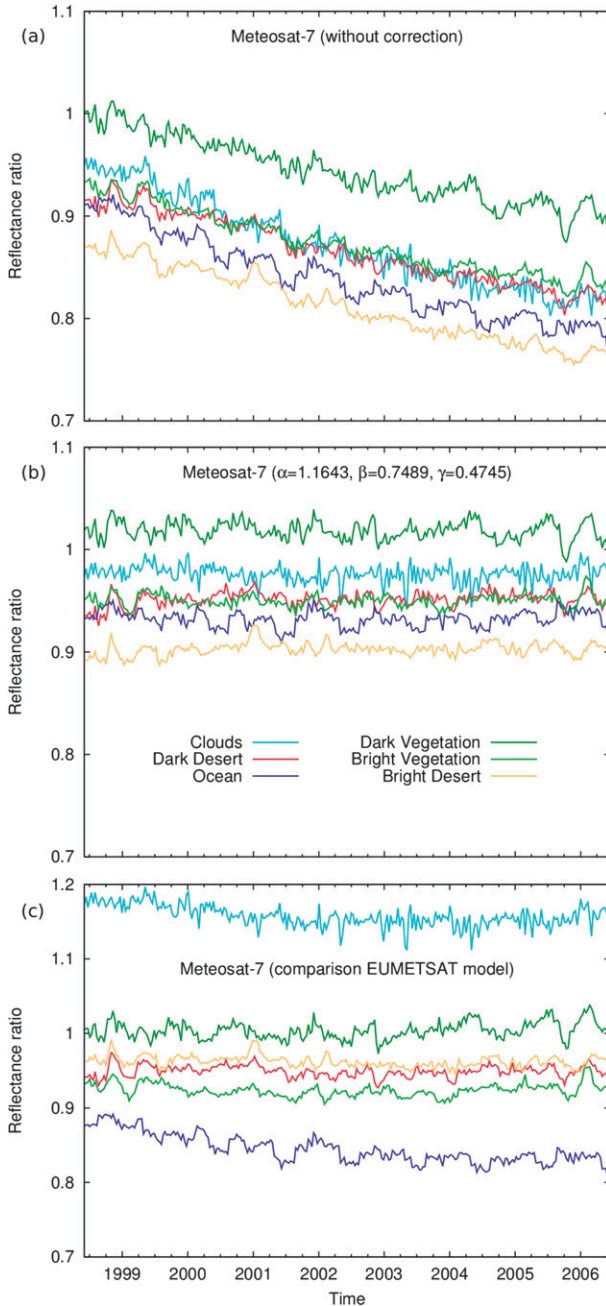 (a)
Meteosat-7 (without correction)
1.1
1
0.9
0.8
0.7
Reflectance ratio
(b)
Meteosat-7 (α=1.1643, β=0.7489, γ=0.4745)
1.1
1
0.9
0.8
0.7
Reflectance ratio
Clouds
Dark Vegetation
Dark Desert
Bright Vegetation
Ocean
Bright Desert
(c)
Meteosat-7 (comparison EUMETSAT model)
1.2
1.1
1
0.9
0.8
0.7
Reflectance ratio
1999 2000 2001 2002 2003 2004 2005 2006
Time